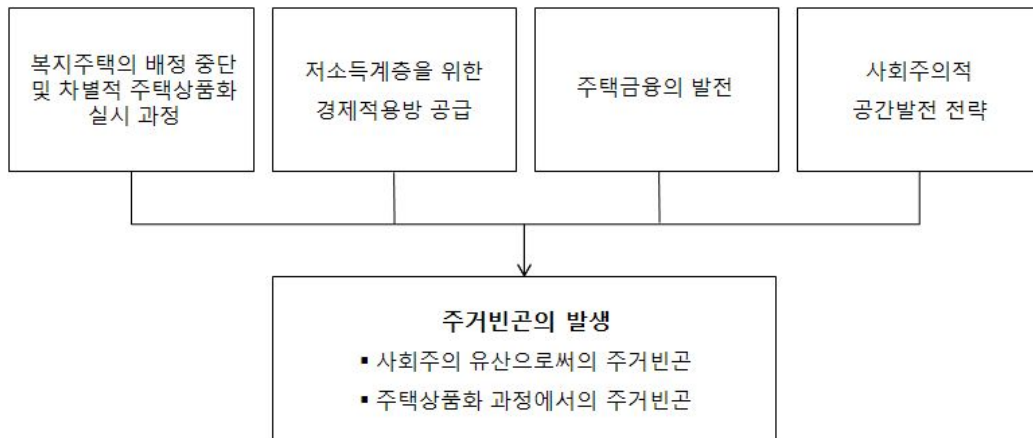 복지주택의 배정 중단
및 차별적 주택상품화
실시 과정
저소득계층을 위한
경제적용방 공급
주택금융의 발전
사회주의적
공간발전 전략
주거빈곤의 발생
▪ 사회주의 유산으로써의 주거빈곤
▪ 주택상품화 과정에서의 주거빈곤